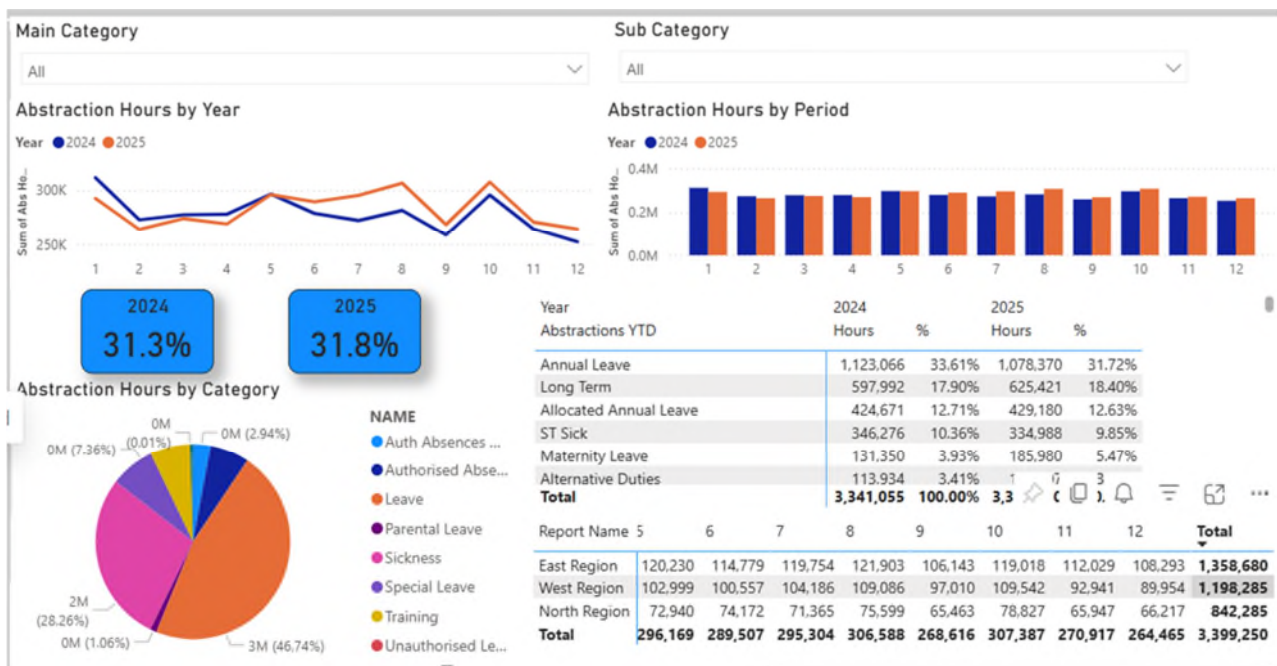 Main Category
Sub Category
All
All
Abstraction Hours by Year
Abstraction Hours by Period
Year 2024 2025
Year 2024 2025
Sum of Abs Ho...
300K
250K
1 2 3 4 5 6 7 8 9 10 11 12
Sum of Abs Ho...
0.4M
0.2M
0.0M
1 2 3 4 5 6 7 8 9 10 11 12
2024
31.3%
2025
31.8%
Year 2024 2025
Abstractions YTD Hours % Hours %
Annual Leave 1,123,066 33.61% 1,078,370 31.72%
Long Term 597,992 17.90% 625,421 18.40%
Allocated Annual Leave 424,671 12.71% 429,180 12.63%
ST Sick 346,276 10.36% 334,988 9.85%
Maternity Leave 131,350 3.93% 185,980 5.47%
Alternative Duties 113,934 3.41%
Total 3,341,055 100.00% 3,3
Abstraction Hours by Category
0M
(0.01%)
0M (2.94%)
0M (7.36%)
2M
(28.26%)
0M (1.06%)
3M (46.74%)
NAME
Auth Absences ...
Authorised Abse...
Leave
Parental Leave
Sickness
Special Leave
Training
Unauthorised Le...
Report Name 5 6 7 8 9 10 11 12 Total
East Region 120,230 114,779 119,754 121,903 106,143 119,018 112,029 108,293 1,358,680
West Region 102,999 100,557 104,186 109,086 97,010 109,542 92,941 89,954 1,198,285
North Region 72,940 74,172 71,365 75,599 65,463 78,827 65,947 66,217 842,285
Total 296,169 289,507 295,304 306,588 268,616 307,387 270,917 264,465 3,399,250